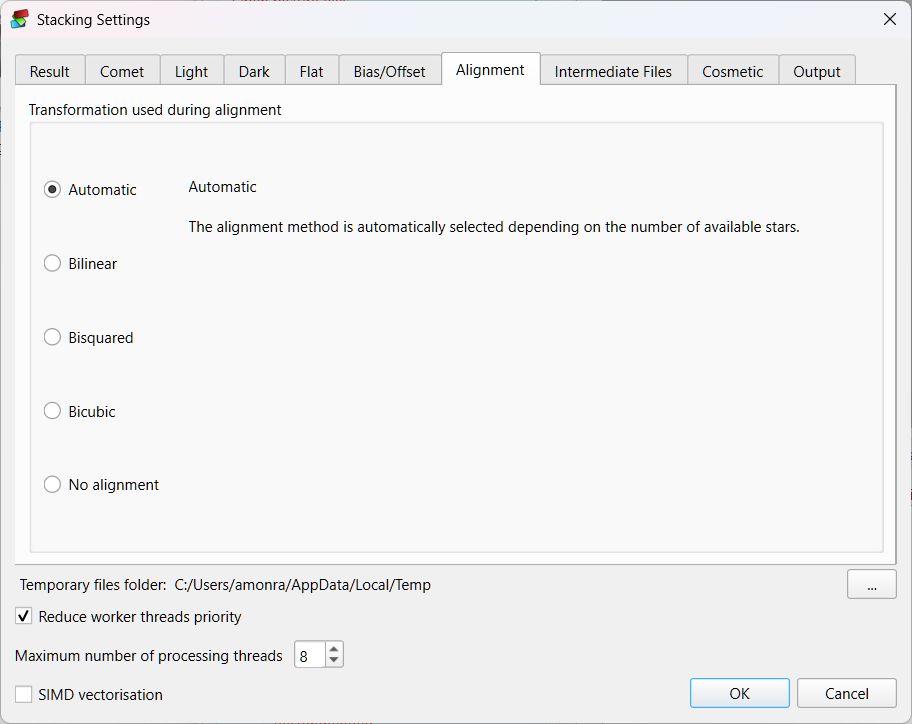 Stacking Settings
Result
Comet
Light
Dark
Flat
Bias/Offset
Alignment
Intermediate Files
Cosmetic
Output
Transformation used during alignment
Automatic
Automatic
The alignment method is automatically selected depending on the number of available stars.
Bilinear
Bisquared
Bicubic
No alignment
Temporary files folder: C:/Users/amonra/AppData/Local/Temp
...
Reduce worker threads priority
Maximum number of processing threads 8
SIMD vectorisation
OK
Cancel